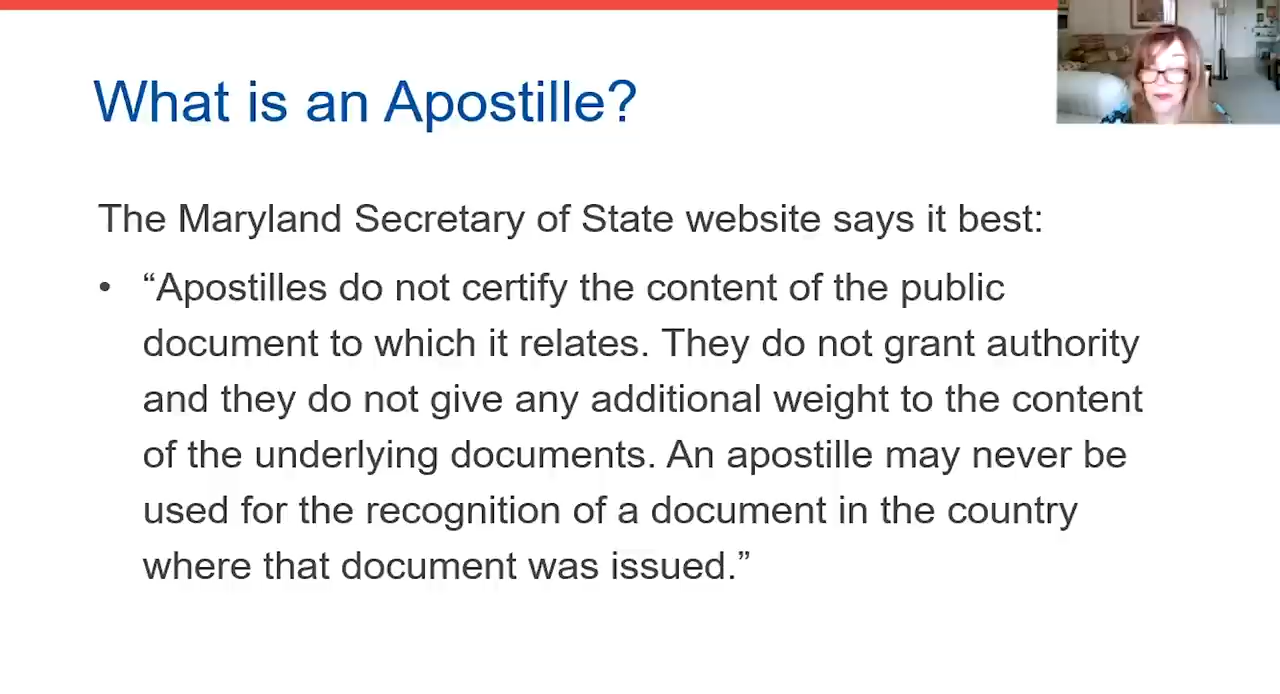 What is an Apostille?
The Maryland Secretary of State website says it best:
• “Apostilles do not certify the content of the public
document to which it relates. They do not grant authority
and they do not give any additional weight to the content
of the underlying documents. An apostille may never be
used for the recognition of a document in the country
where that document was issued.”